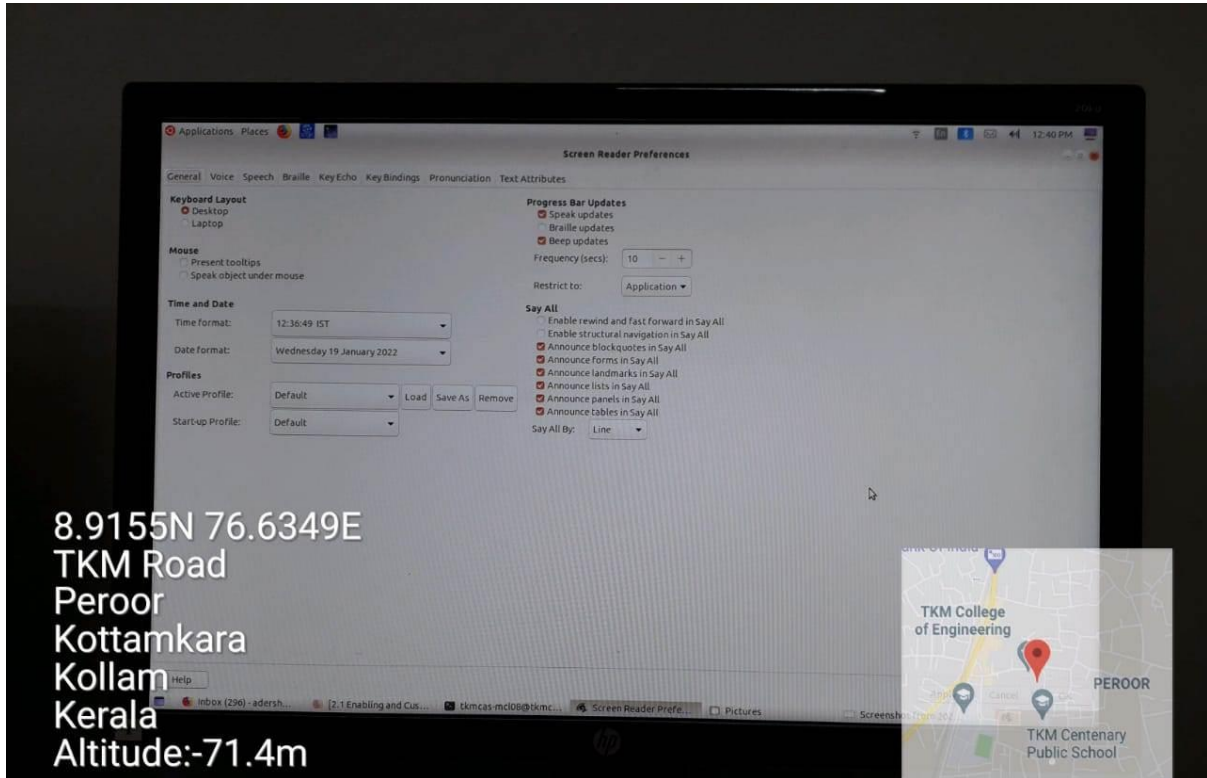 Applications Places
12:40 PM
Screen Reader Preferences
General Voice Speech Braille Key Echo Key Bindings Pronunciation Text Attributes
Keyboard Layout
Desktop
Laptop
Mouse
Present tooltips
Speak object under mouse
Time and Date
Time format: 12:36:49 IST
Date format: Wednesday 19 January 2022
Profiles
Active Profile: Default Load Save As Remove
Start-up Profile: Default
Progress Bar Updates
Speak updates
Braille updates
Beep updates
Frequency (secs): 10 − +
Restrict to: Application
Say All
Enable rewind and fast forward in Say All
Enable structural navigation in Say All
Announce blockquotes in Say All
Announce forms in Say All
Announce landmarks in Say All
Announce lists in Say All
Announce panels in Say All
Announce tables in Say All
Say All By: Line
Help
Cancel
Inbox (296) - adersh... [2.1 Enabling and Cus... tkmcas-mcl08@tkmc... Screen Reader Prefe... Pictures
hp
8.9155N 76.6349E
TKM Road
Peroor
Kottamkara
Kollam
Kerala
Altitude:-71.4m
TKM College
of Engineering
PEROOR
TKM Centenary
Public School